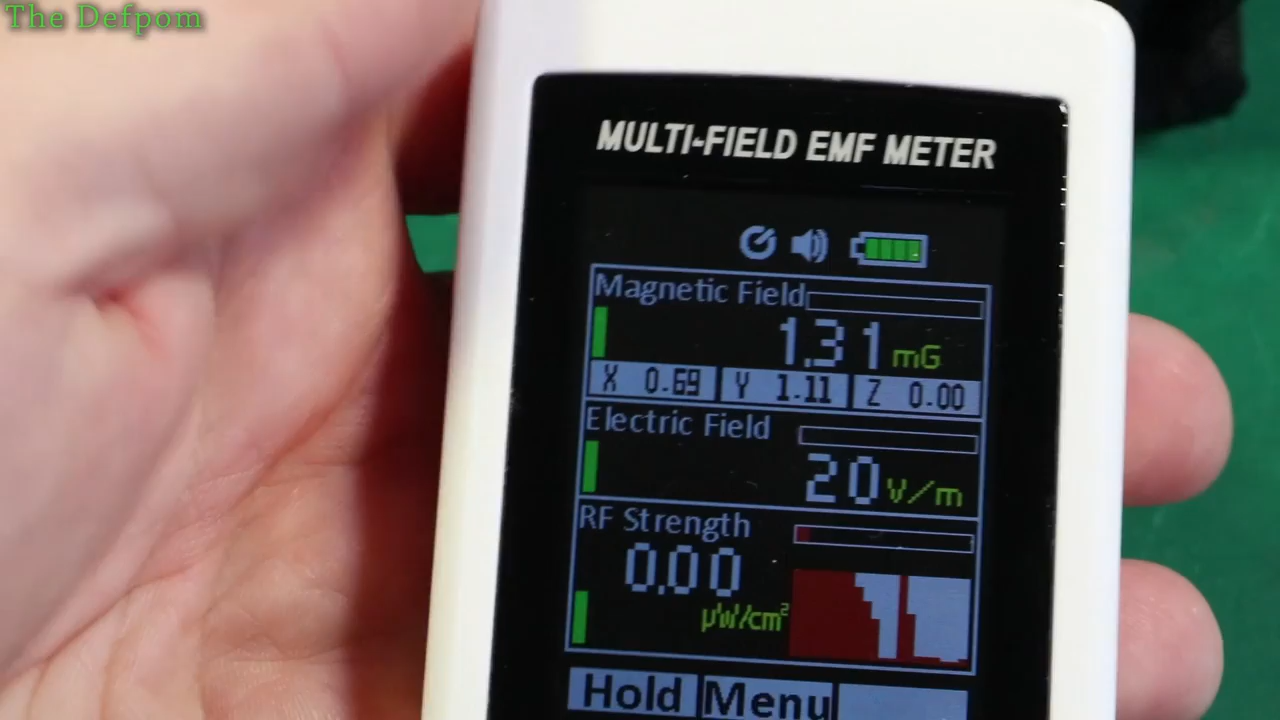 The Defpom
MULTI-FIELD EMF METER
Magnetic Field
1.31 mG
X 0.69 Y 1.11 Z 0.00
Electric Field
20 V/m
RF Strength
0.00
µW/cm²
Hold Menu